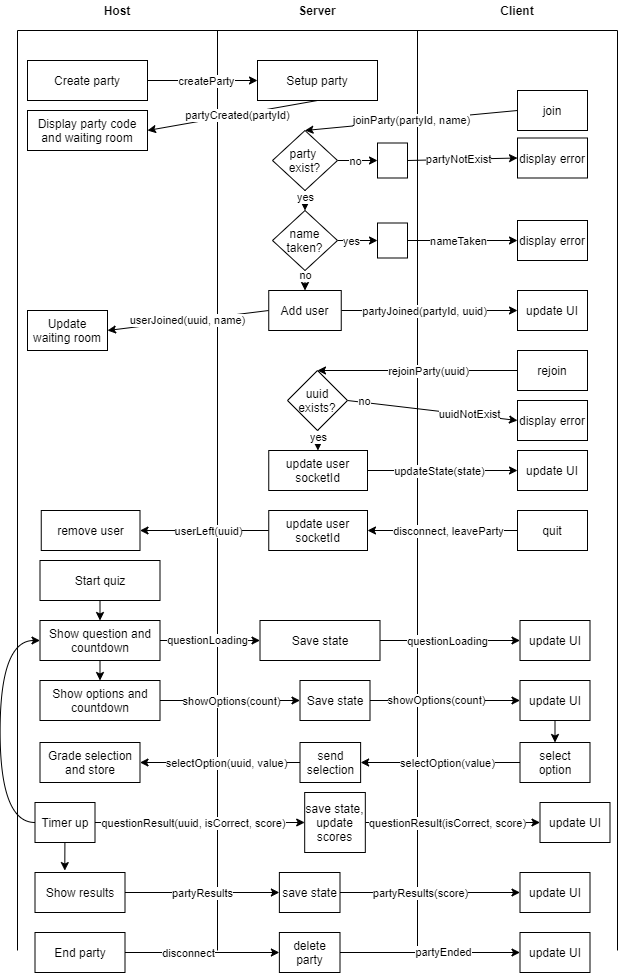 Host
Server
Client
Create party
createParty
Setup party
partyCreated(partyId)
Display party code
and waiting room
join
joinParty(partyId, name)
party
exist?
no
partyNotExist
display error
yes
name
taken?
yes
nameTaken
display error
no
Add user
partyJoined(partyId, uuid)
update UI
userJoined(uuid, name)
Update
waiting room
rejoin
rejoinParty(uuid)
uuid
exists?
no
uuidNotExist
display error
yes
update user
socketId
updateState(state)
update UI
remove user
userLeft(uuid)
update user
socketId
disconnect, leaveParty
quit
Start quiz
Show question and
countdown
questionLoading
Save state
questionLoading
update UI
Show options and
countdown
showOptions(count)
Save state
showOptions(count)
update UI
Grade selection
and store
selectOption(uuid, value)
send
selection
selectOption(value)
select
option
Timer up
questionResult(uuid, isCorrect, score)
save state,
update
scores
questionResult(isCorrect, score)
update UI
Show results
partyResults
save state
partyResults(score)
update UI
End party
disconnect
delete
party
partyEnded
update UI